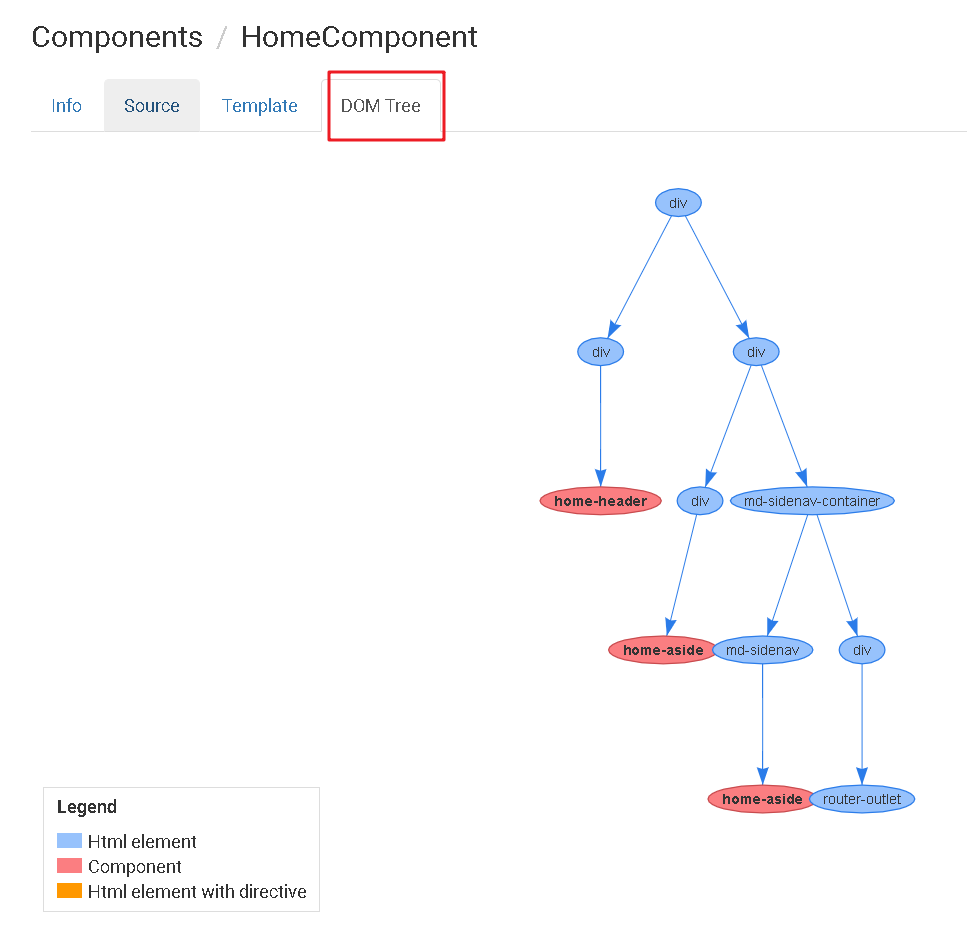 Components / HomeComponent
Info Source Template DOM Tree
div
div div
home-header div md-sidenav-container
home-aside md-sidenav div
home-aside router-outlet
Legend
Html element
Component
Html element with directive